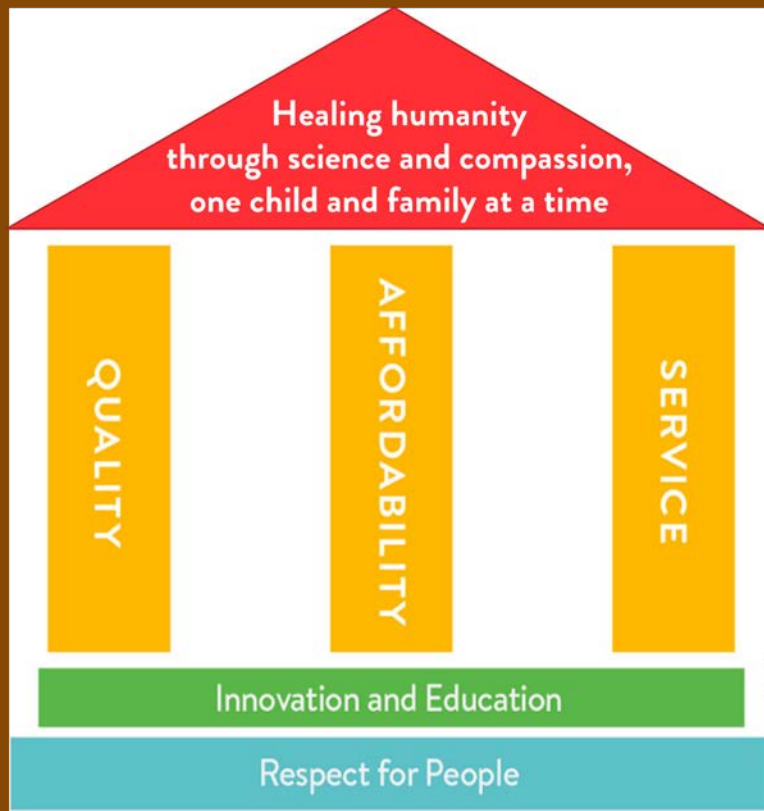 Healing humanity
through science and compassion,
one child and family at a time
QUALITY
AFFORDABILITY
SERVICE
Innovation and Education
Respect for People